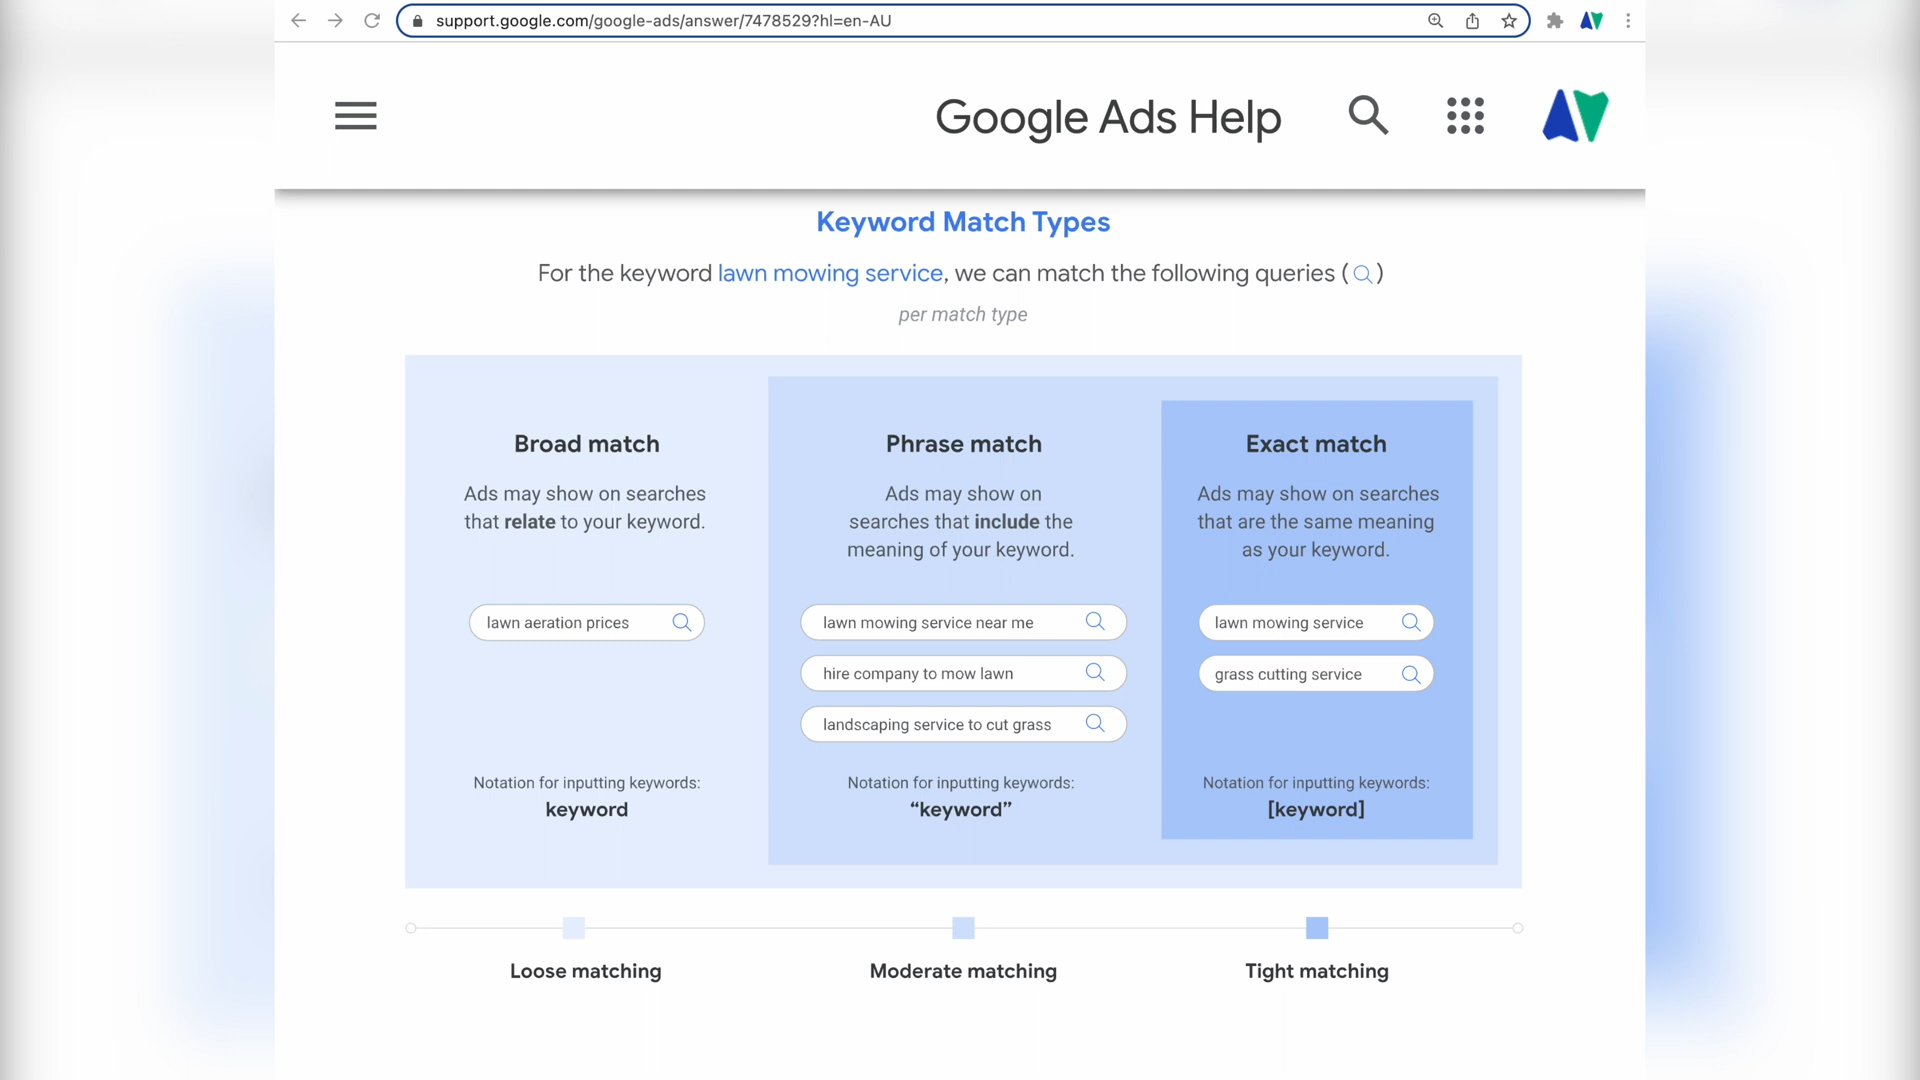 support.google.com/google-ads/answer/7478529?hl=en-AU
Google Ads Help
Keyword Match Types
For the keyword lawn mowing service, we can match the following queries ( )
per match type
Broad match
Ads may show on searches
that relate to your keyword.
lawn aeration prices
Notation for inputting keywords:
keyword
Phrase match
Ads may show on
searches that include the
meaning of your keyword.
lawn mowing service near me
hire company to mow lawn
landscaping service to cut grass
Notation for inputting keywords:
“keyword”
Exact match
Ads may show on searches
that are the same meaning
as your keyword.
lawn mowing service
grass cutting service
Notation for inputting keywords:
[keyword]
Loose matching
Moderate matching
Tight matching